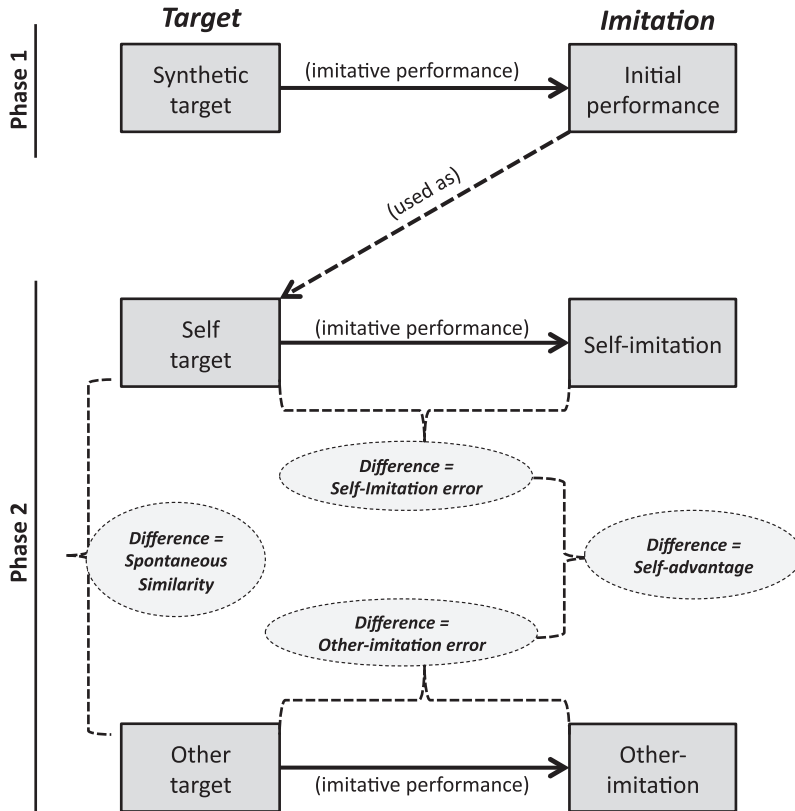 Target
Imitation
Phase 1
Synthetic
target
(imitative performance)
Initial
performance
(used as)
Phase 2
Self
target
(imitative performance)
Self-imitation
Difference =
Self-Imitation error
Difference =
Spontaneous
Similarity
Difference =
Self-advantage
Difference =
Other-imitation error
Other
target
(imitative performance)
Other-
imitation